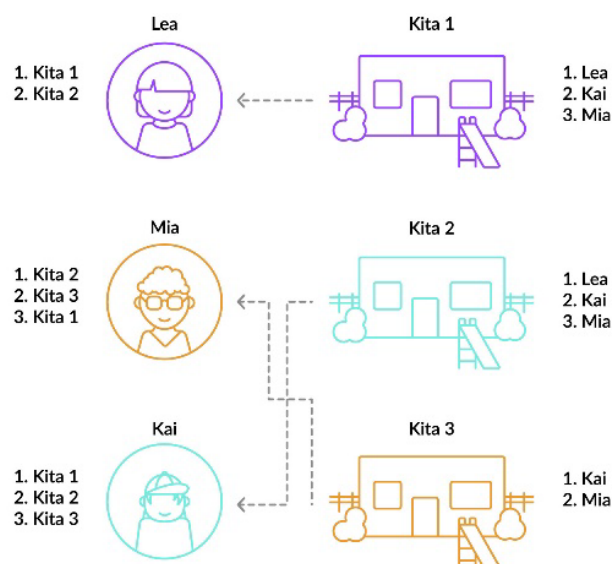 Lea
Kita 1
1. Kita 1
2. Kita 2
1. Lea
2. Kai
3. Mia
Mia
Kita 2
1. Kita 2
2. Kita 3
3. Kita 1
1. Lea
2. Kai
3. Mia
Kai
Kita 3
1. Kita 1
2. Kita 2
3. Kita 3
1. Kai
2. Mia